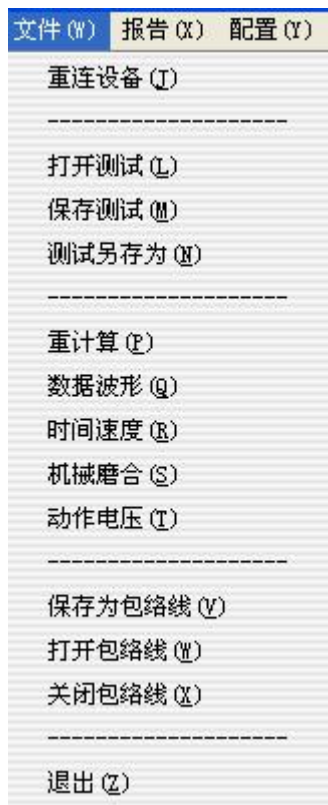 文件(W) 报告(X) 配置(Y)
重连设备(J)
--------------------
打开测试(L)
保存测试(M)
测试另存为(N)
--------------------
重计算(P)
数据波形(Q)
时间速度(R)
机械磨合(S)
动作电压(T)
--------------------
保存为包络线(V)
打开包络线(W)
关闭包络线(X)
--------------------
退出(Z)